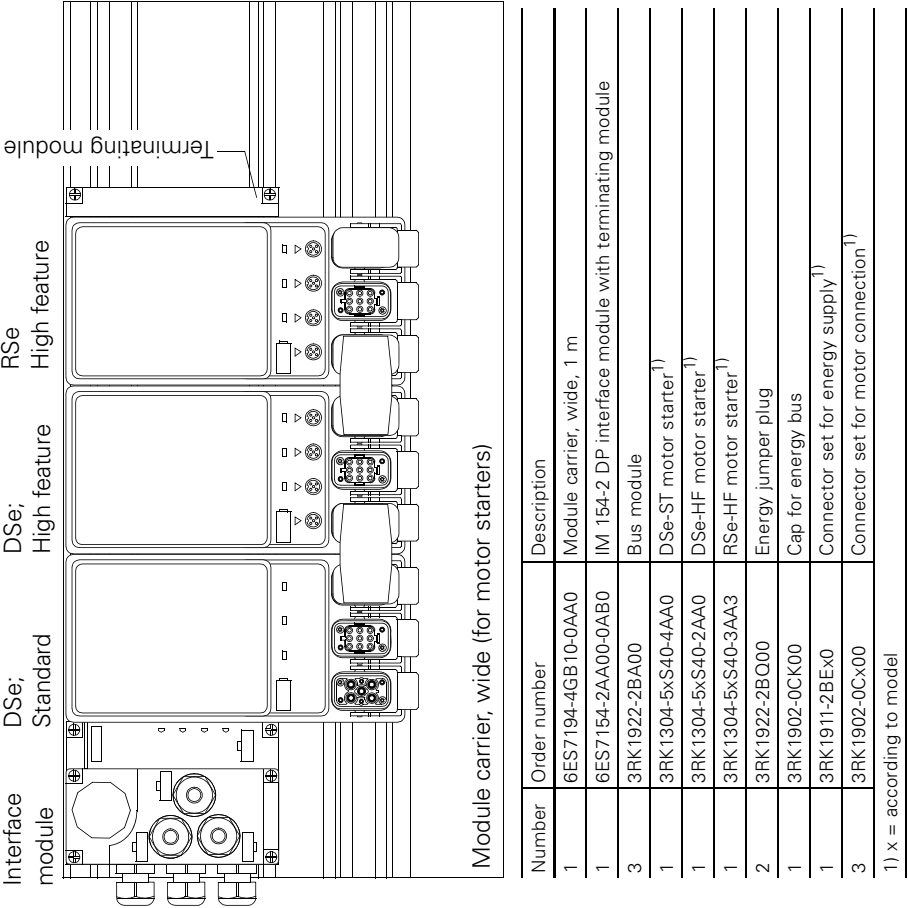 Interface
module
DSe;
Standard
DSe;
High feature
RSe
High feature
Terminating module
Module carrier, wide (for motor starters)
Number Order number Description
1 6ES7194-4GB10-0AA0 Module carrier, wide, 1 m
1 6ES7154-2AA00-0AB0 IM 154-2 DP interface module with terminating module
3 3RK1922-2BA00 Bus module
1 3RK1304-5xS40-4AA0 DSe-ST motor starter1)
1 3RK1304-5xS40-2AA0 DSe-HF motor starter1)
1 3RK1304-5xS40-3AA3 RSe-HF motor starter1)
2 3RK1922-2BQ00 Energy jumper plug
1 3RK1902-0CK00 Cap for energy bus
1 3RK1911-2BEx0 Connector set for energy supply1)
3 3RK1902-0Cx00 Connector set for motor connection1)
1) x = according to model